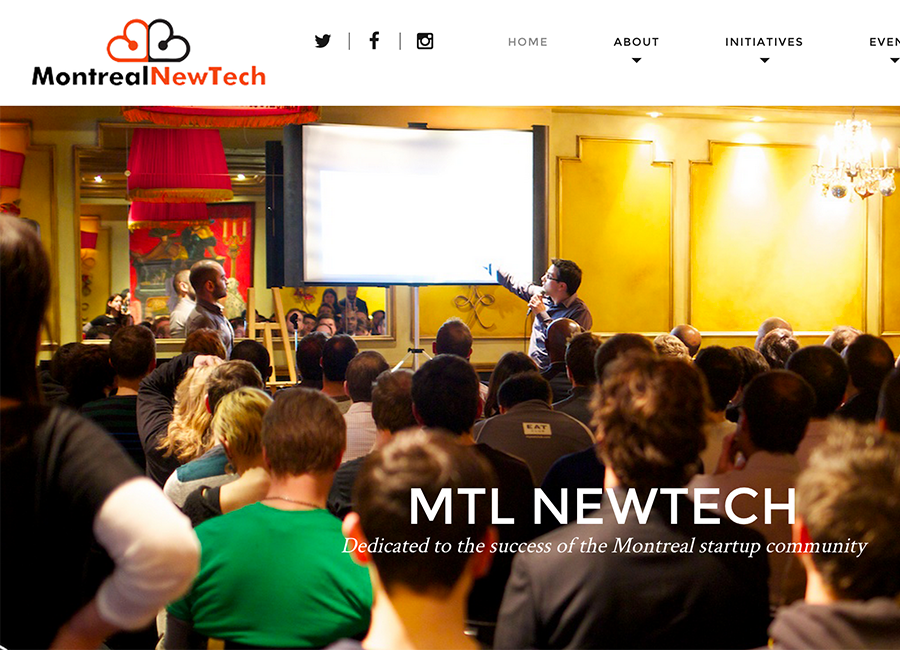 MontrealNewTech
HOME
ABOUT
INITIATIVES
EVEN
EAT
MTL NEWTECH
Dedicated to the success of the Montreal startup community